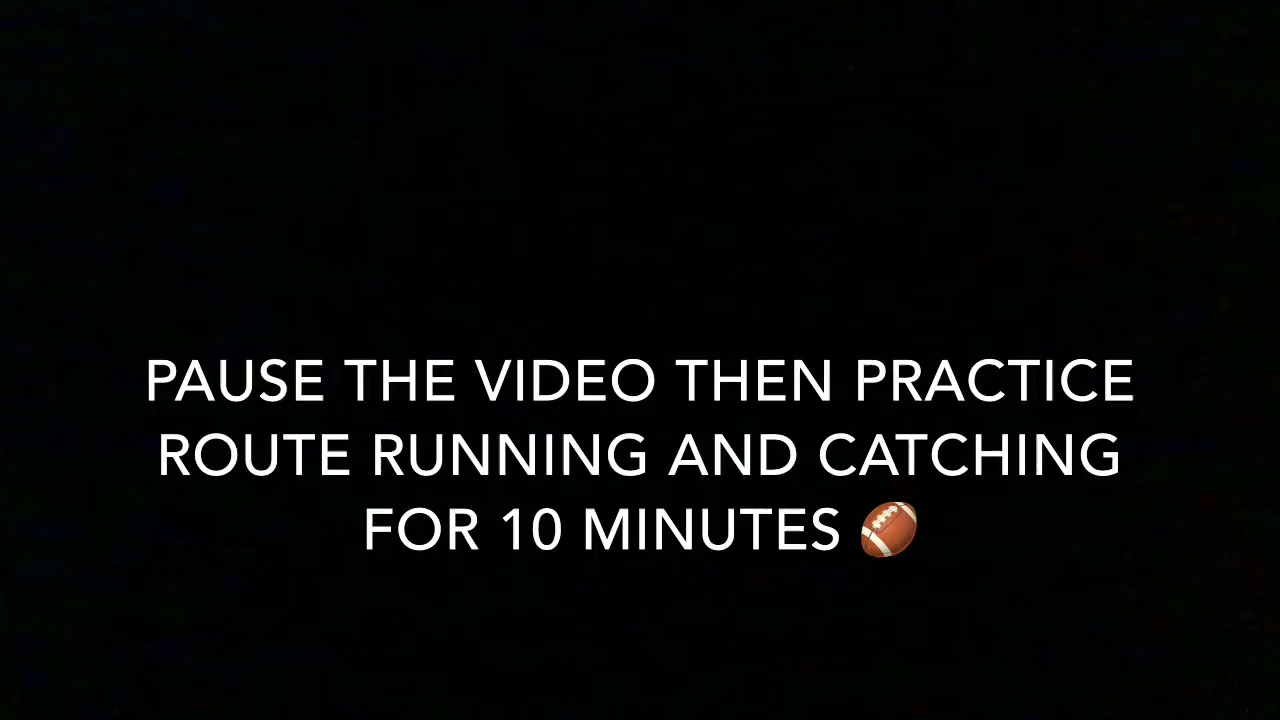 PAUSE THE VIDEO THEN PRACTICE
ROUTE RUNNING AND CATCHING
FOR 10 MINUTES 🏈